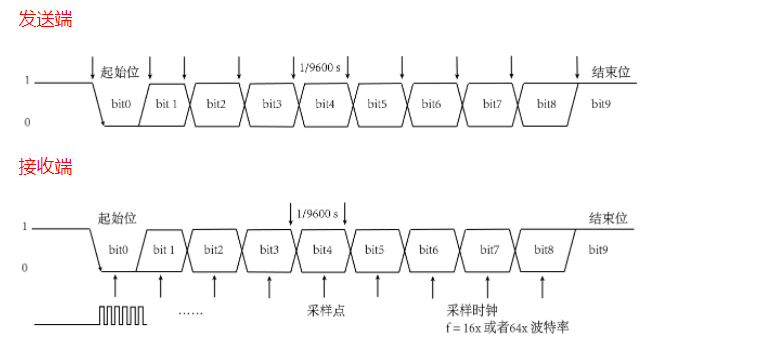 发送端
起始位 1/9600 s 结束位
1
bit0 bit 1 bit2 bit3 bit4 bit5 bit6 bit7 bit8 bit9
0
接收端
起始位 1/9600 s 结束位
1
bit0 bit 1 bit2 bit3 bit4 bit5 bit6 bit7 bit8 bit9
0
…… 采样点 采样时钟
f = 16x 或者64x 波特率